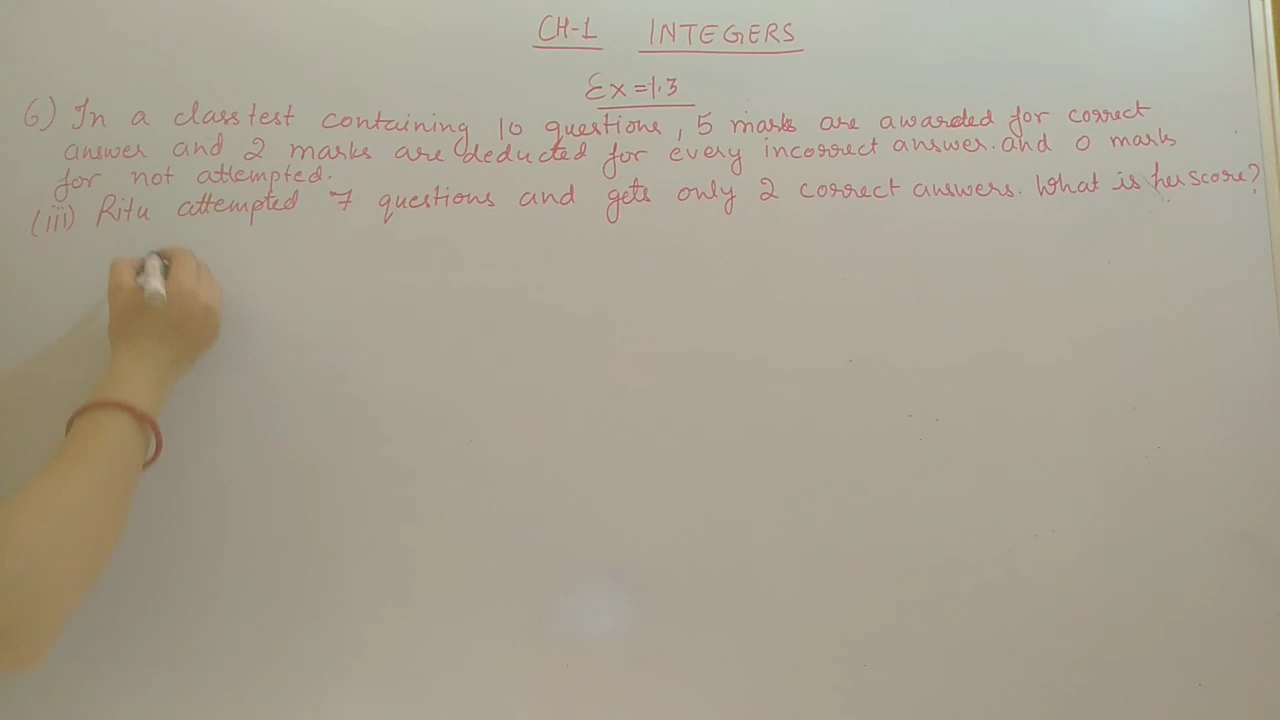 CH-1 INTEGERS
Ex=1.3
6) In a class test containing 10 questions, 5 marks are awarded for correct
answer and 2 marks are deducted for every incorrect answer. and 0 mark
for not attempted.
(iii) Ritu attempted 7 questions and gets only 2 correct answers. What is her score?